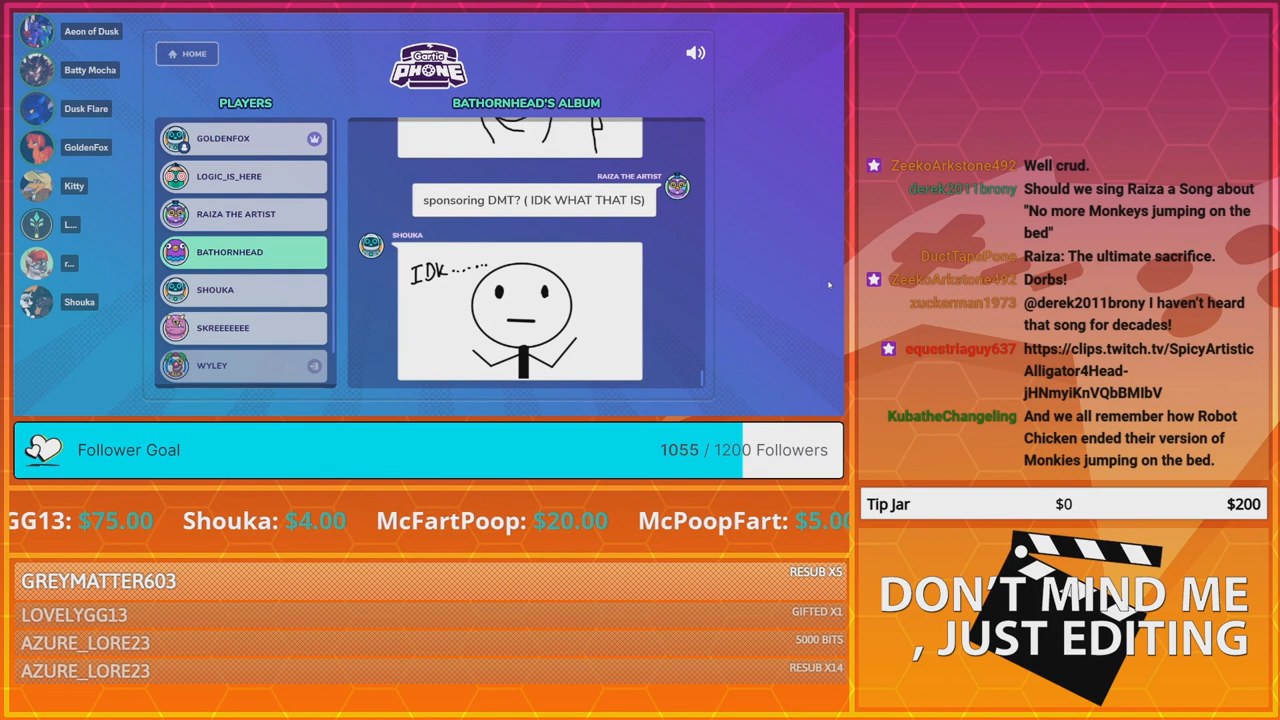 Aeon of Dusk
Batty Mocha
Dusk Flare
GoldenFox
Kitty
L...
r...
Shouka
HOME
Gartic
PHONE
PLAYERS
GOLDENFOX
LOGIC_IS_HERE
RAIZA THE ARTIST
BATHORNHEAD
SHOUKA
SKREEEEEEE
WYLEY
BATHORNHEAD'S ALBUM
RAIZA THE ARTIST
sponsoring DMT? ( IDK WHAT THAT IS)
SHOUKA
IDK......
Follower Goal
1055 / 1200 Followers
GG13: $75.00 Shouka: $4.00 McFartPoop: $20.00 McPoopFart: $5.00
GREYMATTER603 RESUB X5
LOVELYGG13 GIFTED X1
AZURE_LORE23 5000 BITS
AZURE_LORE23 RESUB X14
ZeekoArkstone492 Well crud.
derek2011brony Should we sing Raiza a Song about
"No more Monkeys jumping on the
bed"
DuctTapePone Raiza: The ultimate sacrifice.
ZeekoArkstone492 Dorbs!
zuckerman1973 @derek2011brony I haven't heard
that song for decades!
equestriaguy637 https://clips.twitch.tv/SpicyArtistic
Alligator4Head-
jHNmyiKnVQbBMIbV
KubatheChangeling And we all remember how Robot
Chicken ended their version of
Monkies jumping on the bed.
Tip Jar $0 $200
DON'T MIND ME
, JUST EDITING